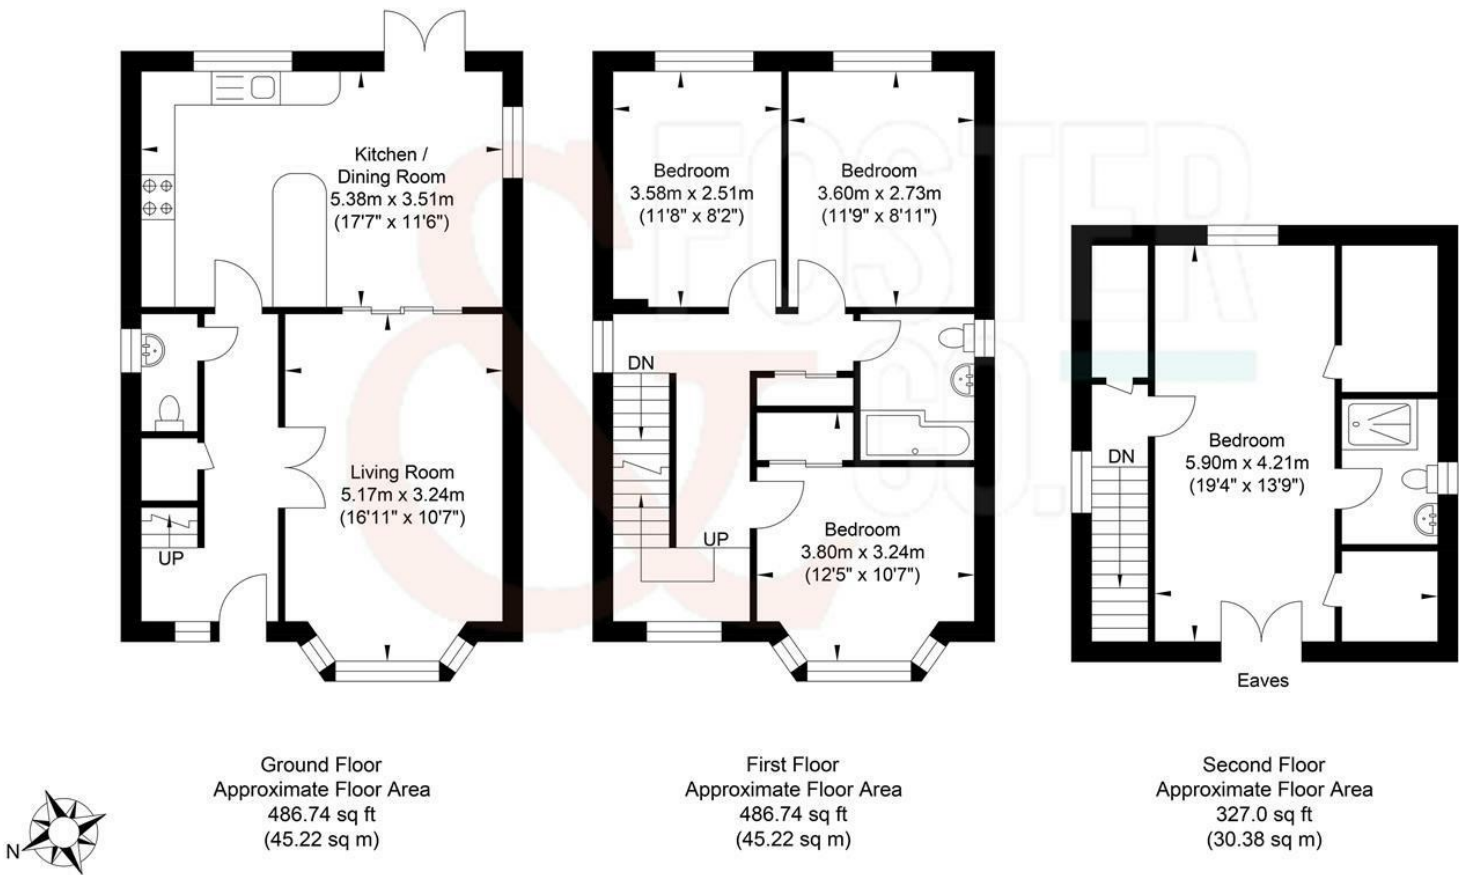 Kitchen /
Dining Room
5.38m x 3.51m
(17'7" x 11'6")
Living Room
5.17m x 3.24m
(16'11" x 10'7")
UP
Bedroom
3.58m x 2.51m
(11'8" x 8'2")
Bedroom
3.60m x 2.73m
(11'9" x 8'11")
DN
UP
Bedroom
3.80m x 3.24m
(12'5" x 10'7")
DN
Bedroom
5.90m x 4.21m
(19'4" x 13'9")
Eaves
FOSTER
&
CO.
Ground Floor
Approximate Floor Area
486.74 sq ft
(45.22 sq m)
First Floor
Approximate Floor Area
486.74 sq ft
(45.22 sq m)
Second Floor
Approximate Floor Area
327.0 sq ft
(30.38 sq m)
N